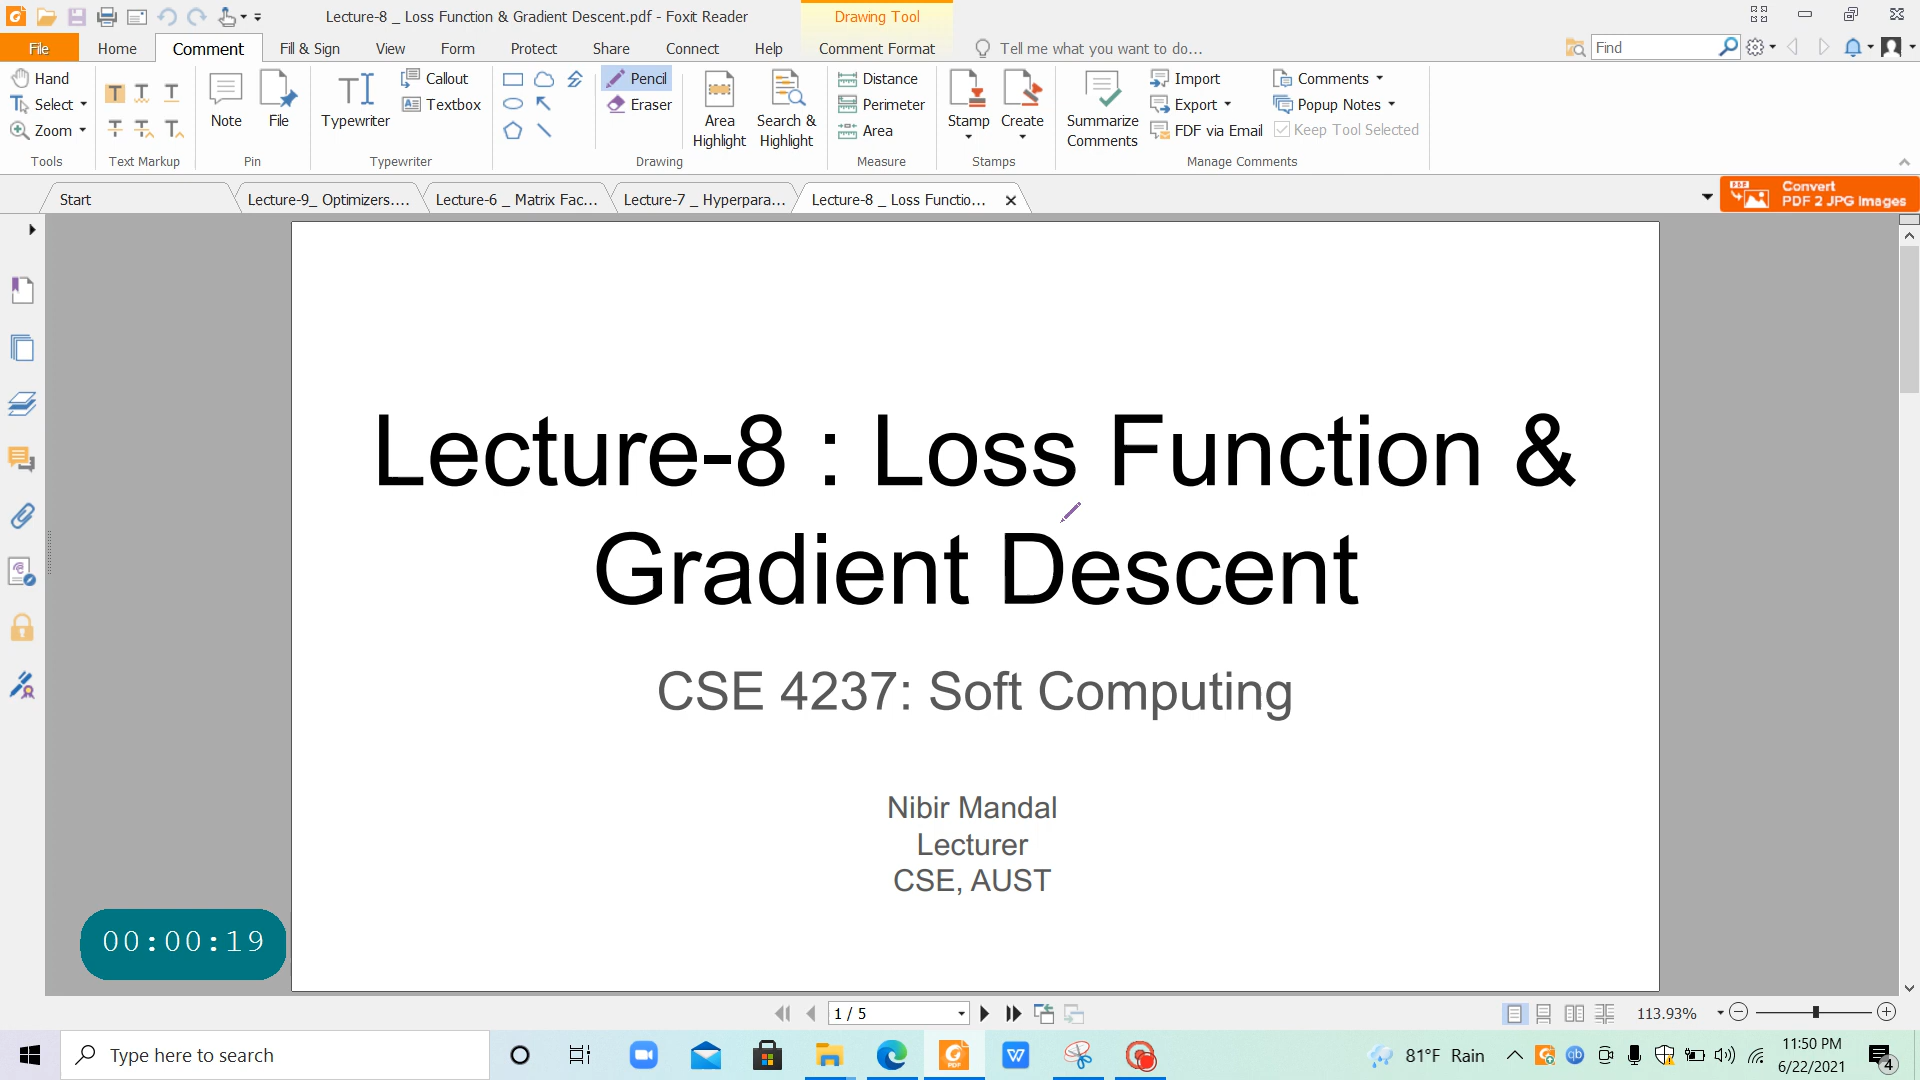 Lecture-8 _ Loss Function & Gradient Descent.pdf - Foxit Reader
Drawing Tool
File Home Comment Fill & Sign View Form Protect Share Connect Help Comment Format Tell me what you want to do... Find
Hand
Select
Zoom
Tools
Text Markup
Note
File
Pin
Typewriter
Callout
Textbox
Typewriter
Pencil
Eraser
Area Highlight
Search & Highlight
Drawing
Distance
Perimeter
Area
Measure
Stamp
Create
Stamps
Summarize Comments
Import
Export
FDF via Email
Comments
Popup Notes
Keep Tool Selected
Manage Comments
Start
Lecture-9_ Optimizers....
Lecture-6 _ Matrix Fac...
Lecture-7 _ Hyperpara...
Lecture-8 _ Loss Functio...
Convert
PDF 2 JPG Images
Lecture-8 : Loss Function &
Gradient Descent
CSE 4237: Soft Computing
Nibir Mandal
Lecturer
CSE, AUST
00:00:19
1 / 5
113.93%
Type here to search
81°F Rain
11:50 PM
6/22/2021
4